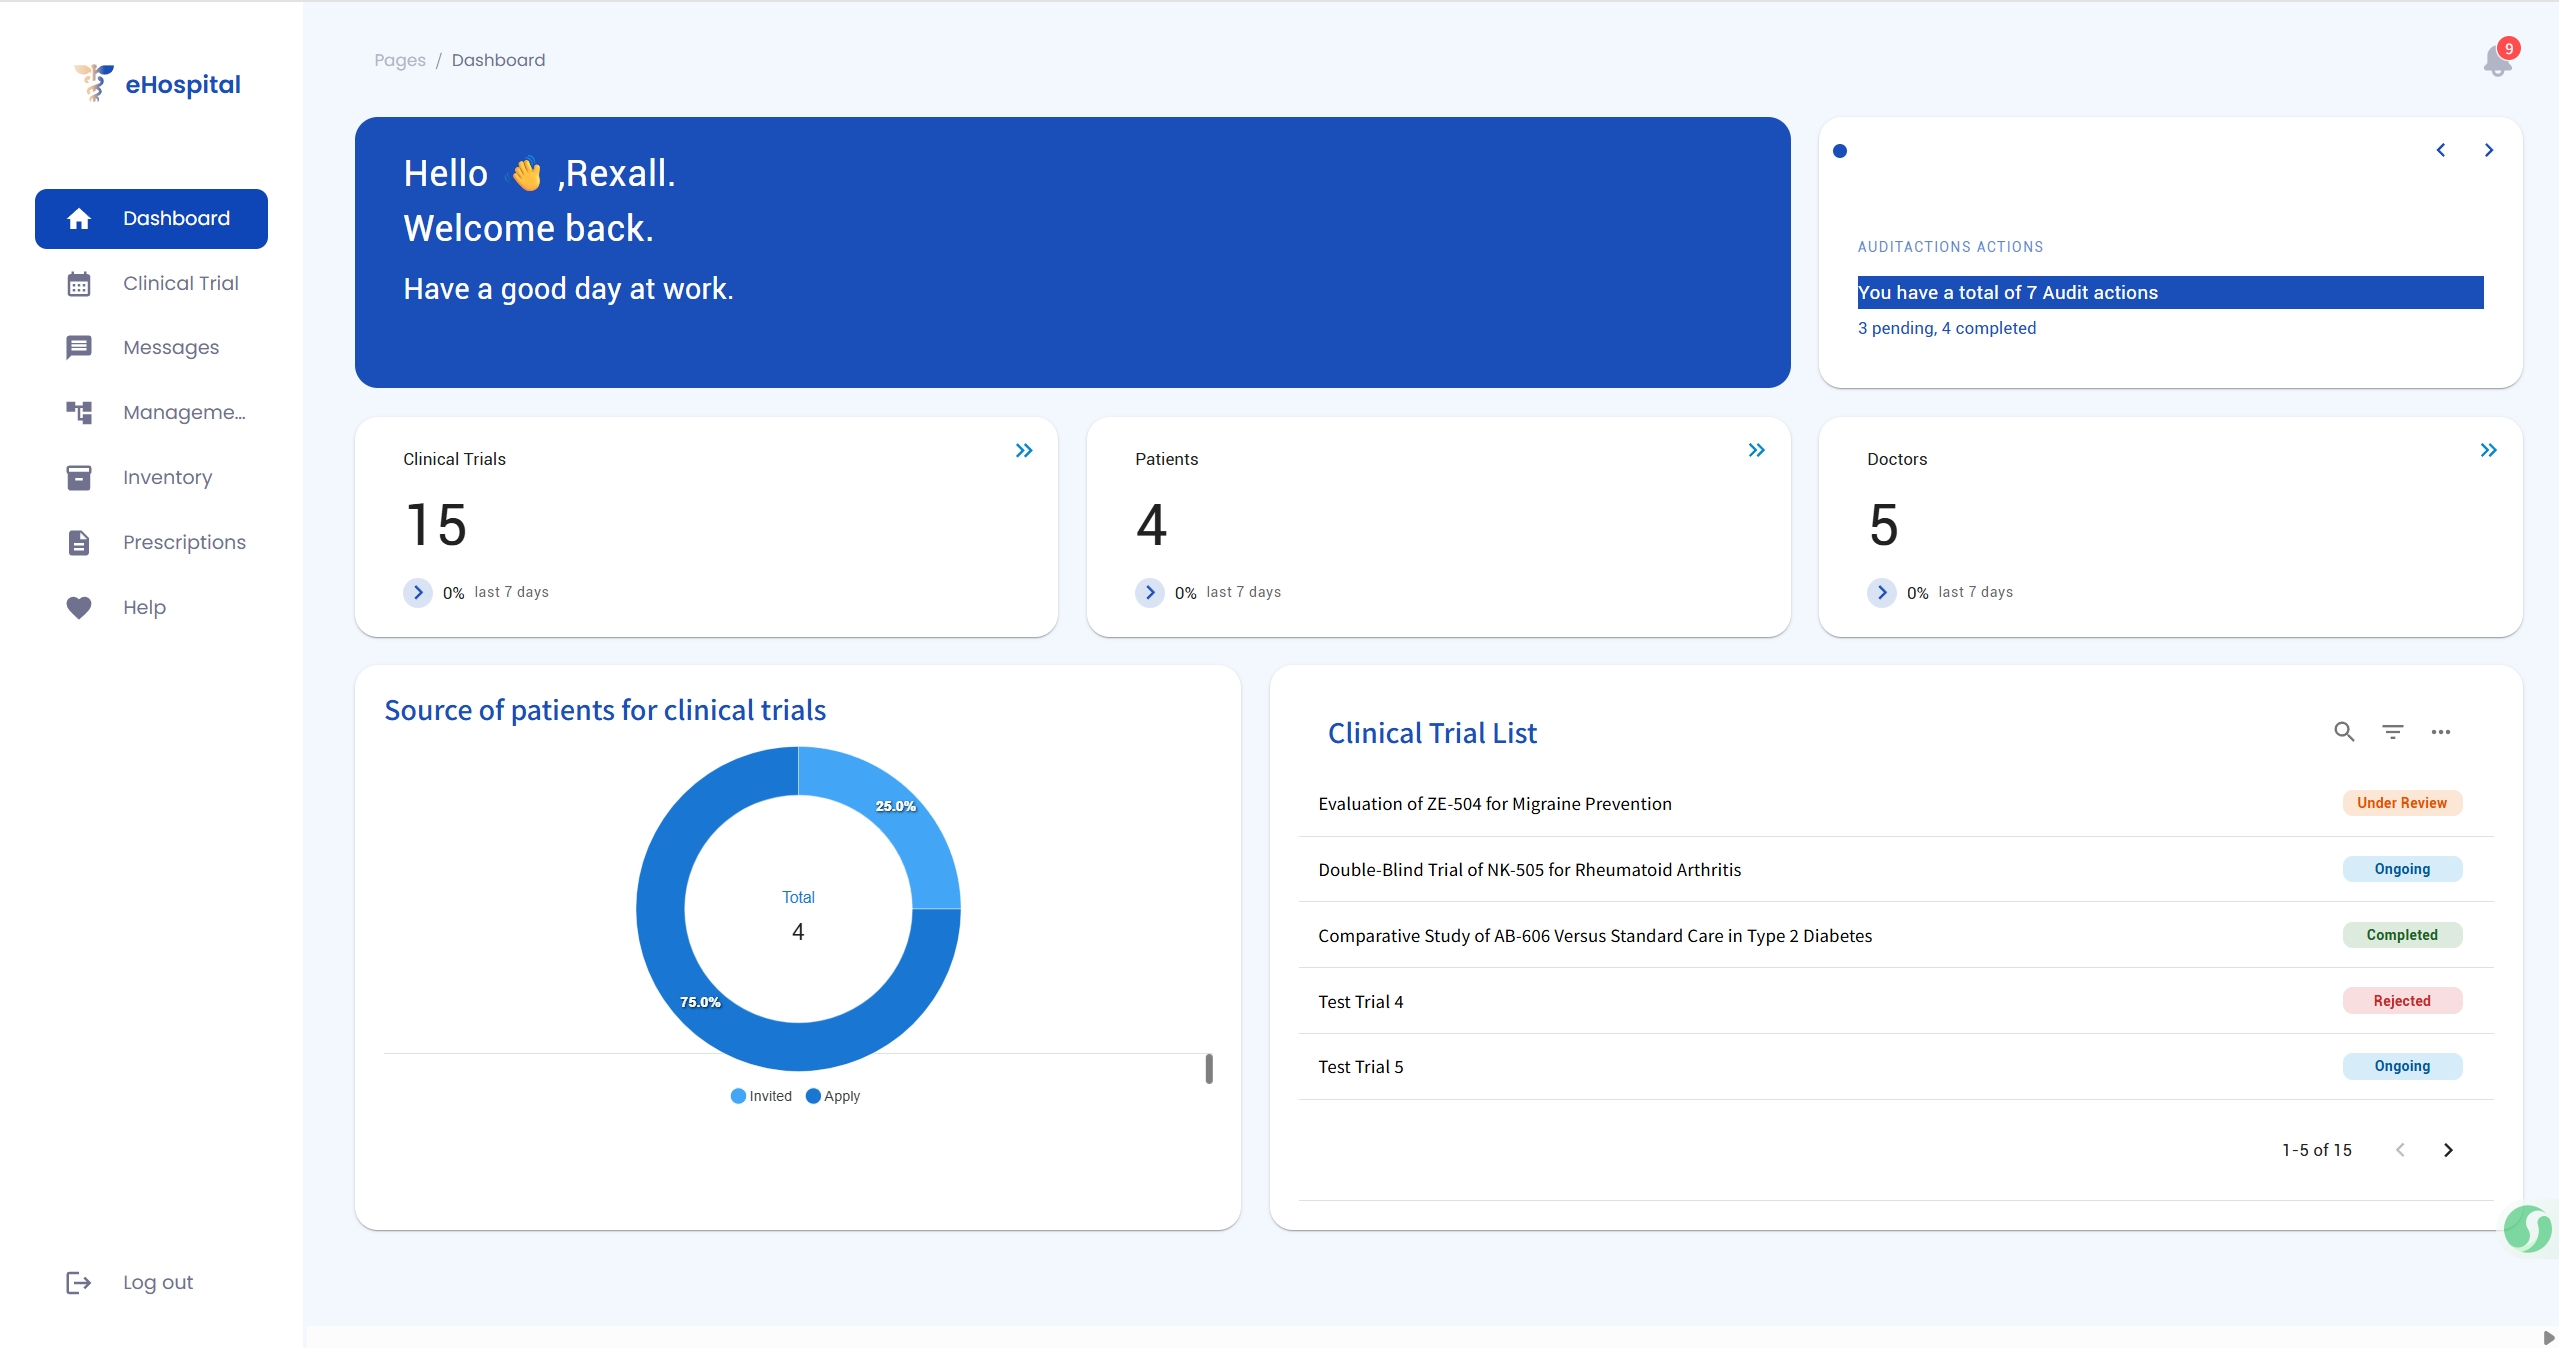 eHospital
Dashboard
Clinical Trial
Messages
Manageme...
Inventory
Prescriptions
Help
Log out
Pages / Dashboard
9
Hello 👋 ,Rexall.
Welcome back.
Have a good day at work.
AUDITACTIONS ACTIONS
You have a total of 7 Audit actions
3 pending, 4 completed
Clinical Trials
15
0% last 7 days
Patients
4
0% last 7 days
Doctors
5
0% last 7 days
Source of patients for clinical trials
25.0%
Total
4
75.0%
Invited Apply
Clinical Trial List
Evaluation of ZE-504 for Migraine Prevention Under Review
Double-Blind Trial of NK-505 for Rheumatoid Arthritis Ongoing
Comparative Study of AB-606 Versus Standard Care in Type 2 Diabetes Completed
Test Trial 4 Rejected
Test Trial 5 Ongoing
1-5 of 15